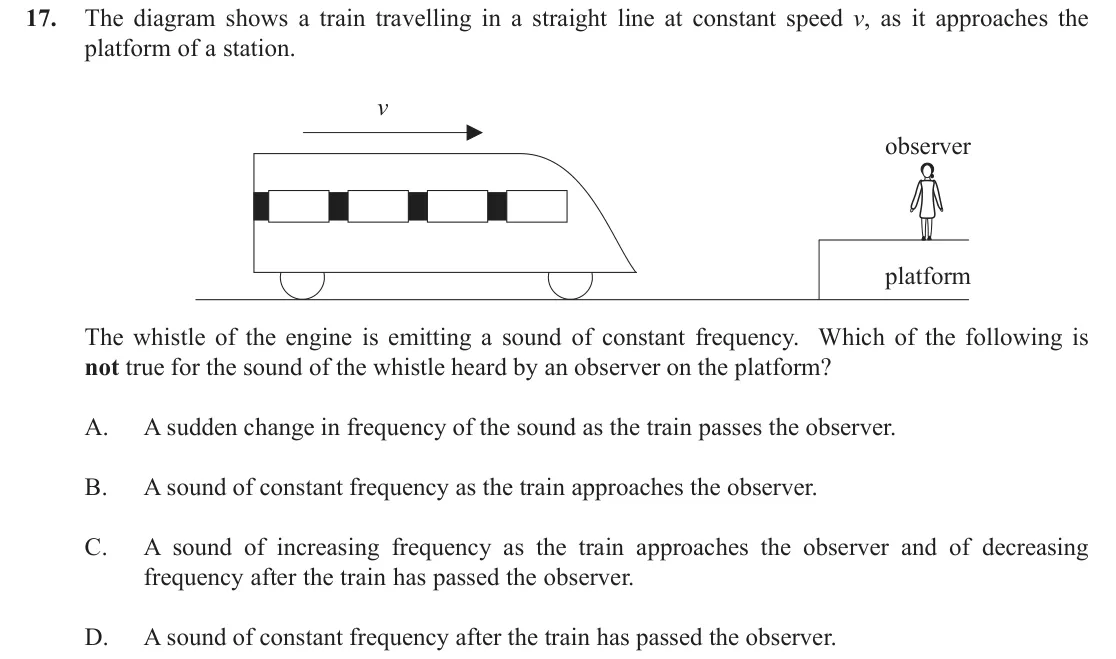 17. The diagram shows a train travelling in a straight line at constant speed v, as it approaches the
platform of a station.
v
observer
platform
The whistle of the engine is emitting a sound of constant frequency. Which of the following is
not true for the sound of the whistle heard by an observer on the platform?
A. A sudden change in frequency of the sound as the train passes the observer.
B. A sound of constant frequency as the train approaches the observer.
C. A sound of increasing frequency as the train approaches the observer and of decreasing
frequency after the train has passed the observer.
D. A sound of constant frequency after the train has passed the observer.